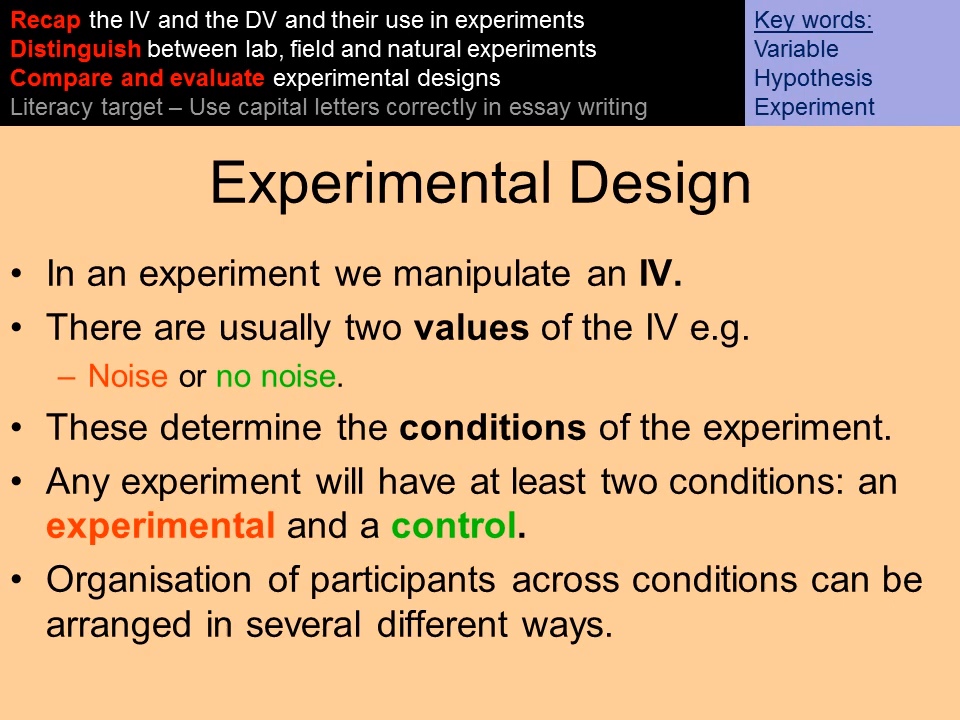 Recap the IV and the DV and their use in experiments
Distinguish between lab, field and natural experiments
Compare and evaluate experimental designs
Literacy target – Use capital letters correctly in essay writing
Key words:
Variable
Hypothesis
Experiment
Experimental Design
• In an experiment we manipulate an IV.
• There are usually two values of the IV e.g.
– Noise or no noise.
• These determine the conditions of the experiment.
• Any experiment will have at least two conditions: an
experimental and a control.
• Organisation of participants across conditions can be
arranged in several different ways.